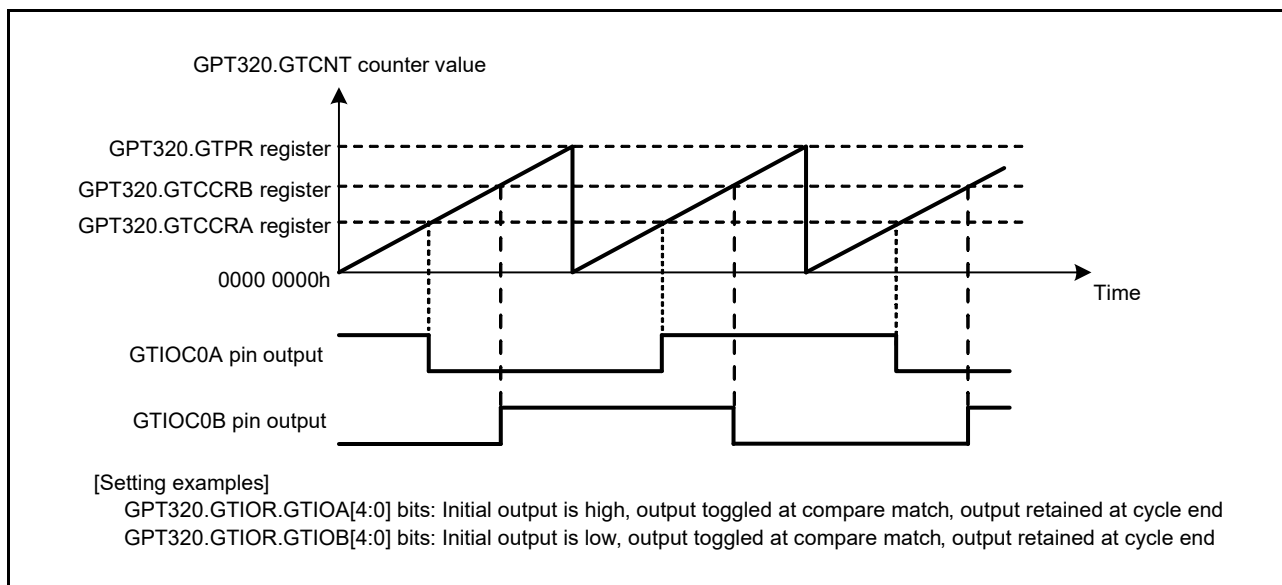 GPT320.GTCNT counter value
GPT320.GTPR register
GPT320.GTCCRB register
GPT320.GTCCRA register
0000 0000h
Time
GTIOC0A pin output
GTIOC0B pin output
[Setting examples]
GPT320.GTIOR.GTIOA[4:0] bits: Initial output is high, output toggled at compare match, output retained at cycle end
GPT320.GTIOR.GTIOB[4:0] bits: Initial output is low, output toggled at compare match, output retained at cycle end